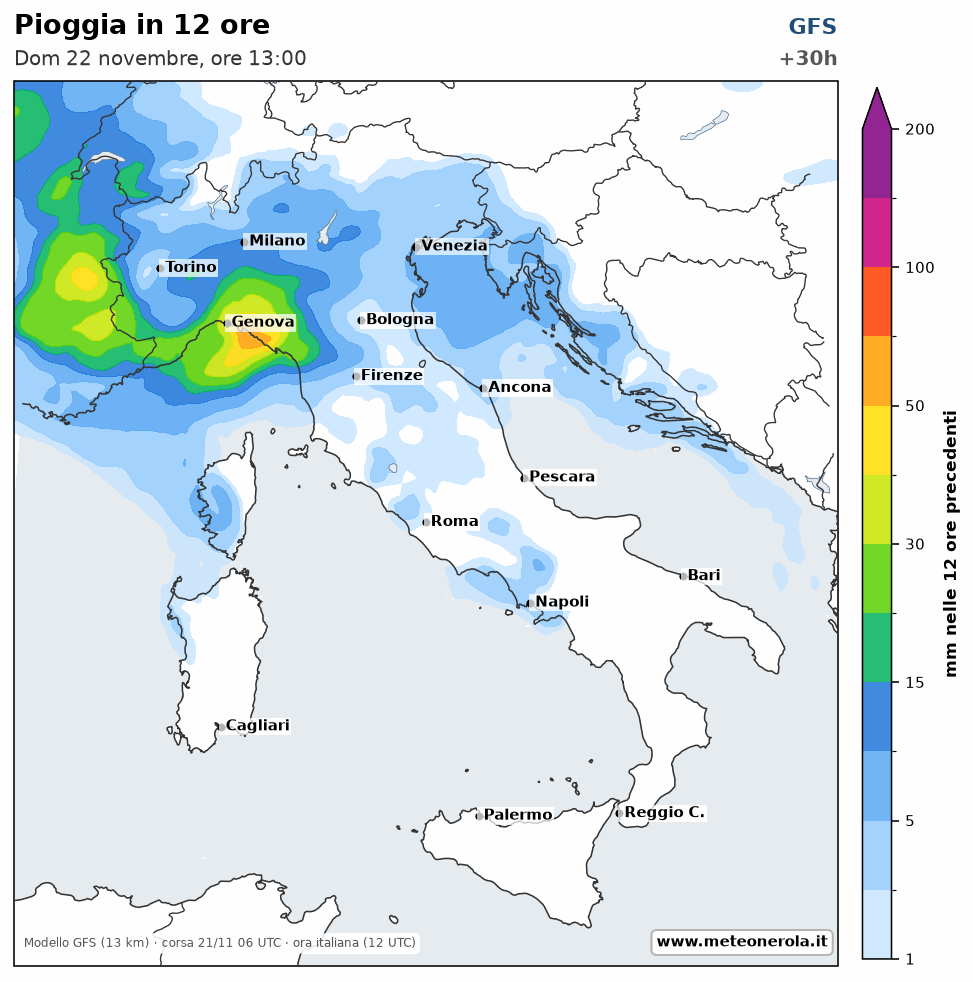 Pioggia in 12 ore
GFS
Dom 22 novembre, ore 13:00
+30h
200
100
50
30
15
5
1
mm nelle 12 ore precedenti
Milano
Venezia
Torino
Genova
Bologna
Firenze
Ancona
Pescara
Roma
Bari
Napoli
Cagliari
Palermo
Reggio C.
Modello GFS (13 km) · corsa 21/11 06 UTC · ora italiana (12 UTC)
www.meteonerola.it